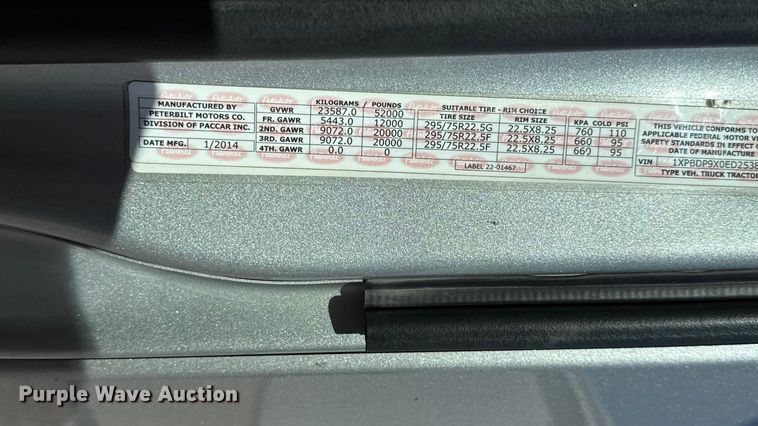 MANUFACTURED BY
PETERBILT MOTORS CO.
DIVISION OF PACCAR INC.
DATE MFG. 1/2014
KILOGRAMS / POUNDS
GVWR 23587.0 52000
FR. GAWR 5443.0 12000
2ND. GAWR 9072.0 20000
3RD. GAWR 9072.0 20000
4TH. GAWR 0.0 0
SUITABLE TIRE - RIM CHOICE
TIRE SIZE RIM SIZE KPA COLD PSI
295/75R22.5G 22.5X8.25 760 110
295/75R22.5F 22.5X8.25 660 95
295/75R22.5F 22.5X8.25 660 95
LABEL 22-01467
THIS VEHICLE CONFORMS TO
APPLICABLE FEDERAL MOTOR VE
SAFETY STANDARDS IN EFFECT O
DATE OF MANUFACTURE
VIN 1XPBDP9X0ED2538
TYPE VEH. TRUCK TRACTOR
Purple Wave Auction